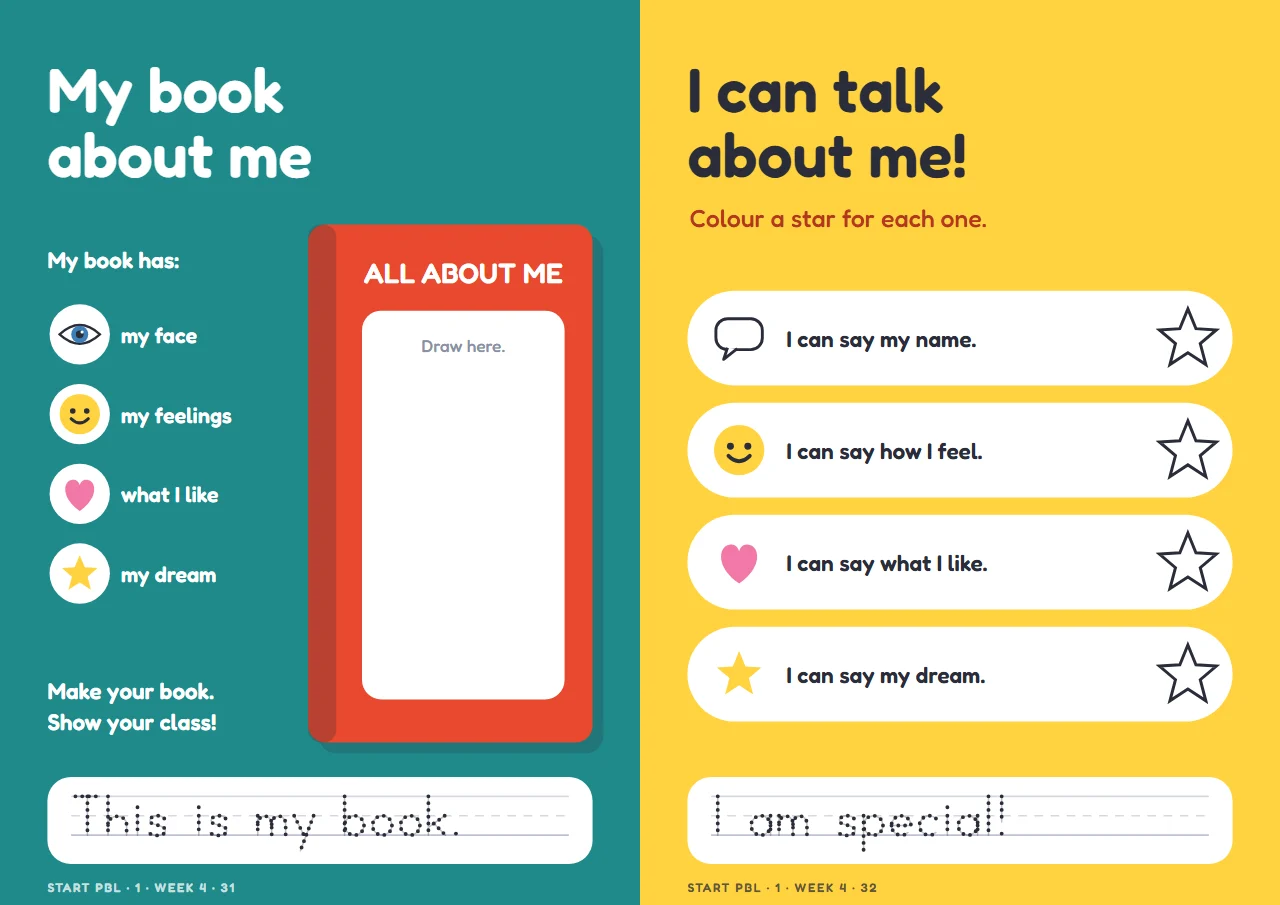 My book
about me
My book has:
my face
my feelings
what I like
my dream
Make your book.
Show your class!
ALL ABOUT ME
Draw here.
This is my book.
START PBL · 1 · WEEK 4 · 31
I can talk
about me!
Colour a star for each one.
I can say my name.
I can say how I feel.
I can say what I like.
I can say my dream.
I am special!
START PBL · 1 · WEEK 4 · 32